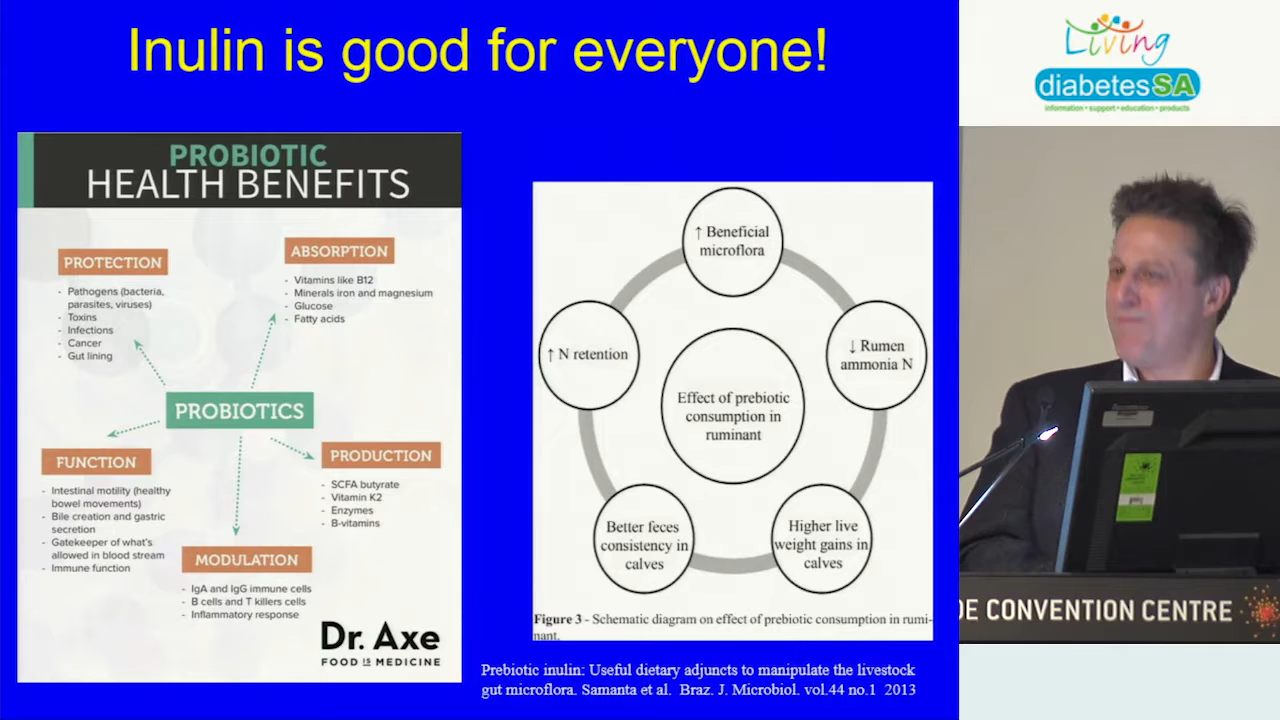 Inulin is good for everyone!
PROBIOTIC
HEALTH BENEFITS
PROTECTION
- Pathogens (bacteria,
parasites, viruses)
- Toxins
- Infections
- Cancer
- Gut lining
ABSORPTION
- Vitamins like B12
- Minerals iron and magnesium
- Glucose
- Fatty acids
PROBIOTICS
FUNCTION
- Intestinal motility (healthy
bowel movements)
- Bile creation and gastric
secretion
- Gatekeeper of what's
allowed in blood stream
- Immune function
PRODUCTION
- SCFA butyrate
- Vitamin K2
- Enzymes
- B-vitamins
MODULATION
- IgA and IgG immune cells
- B cells and T killers cells
- Inflammatory response
Dr. Axe
FOOD IS MEDICINE
↑ Beneficial
microflora
↑ N retention
↓ Rumen
ammonia N
Effect of prebiotic
consumption in
ruminant
Better feces
consistency in
calves
Higher live
weight gains in
calves
Figure 3 - Schematic diagram on effect of prebiotic consumption in rumi-
nant.
Prebiotic inulin: Useful dietary adjuncts to manipulate the livestock
gut microflora. Samanta et al. Braz. J. Microbiol. vol.44 no.1 2013
Living
diabetesSA
information • support • education • products
DE CONVENTION CENTRE